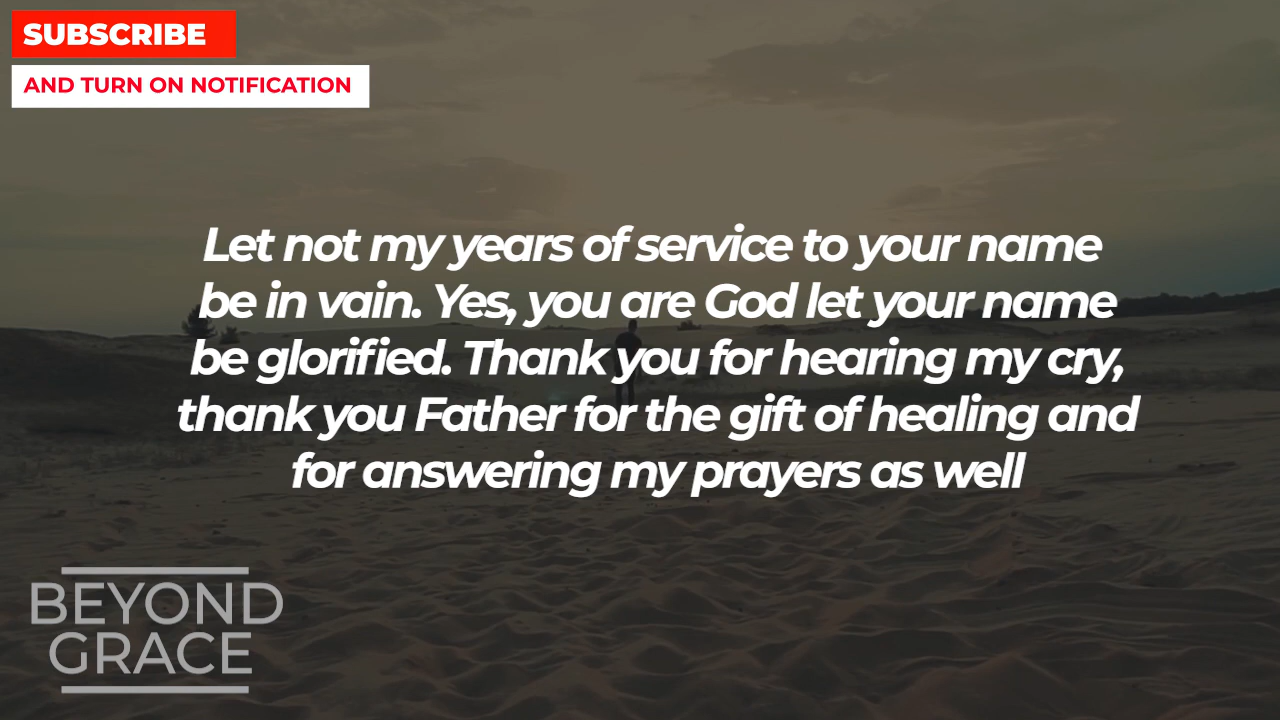 SUBSCRIBE
AND TURN ON NOTIFICATION
Let not my years of service to your name
be in vain. Yes, you are God let your name
be glorified. Thank you for hearing my cry,
thank you Father for the gift of healing and
for answering my prayers as well
BEYOND
GRACE